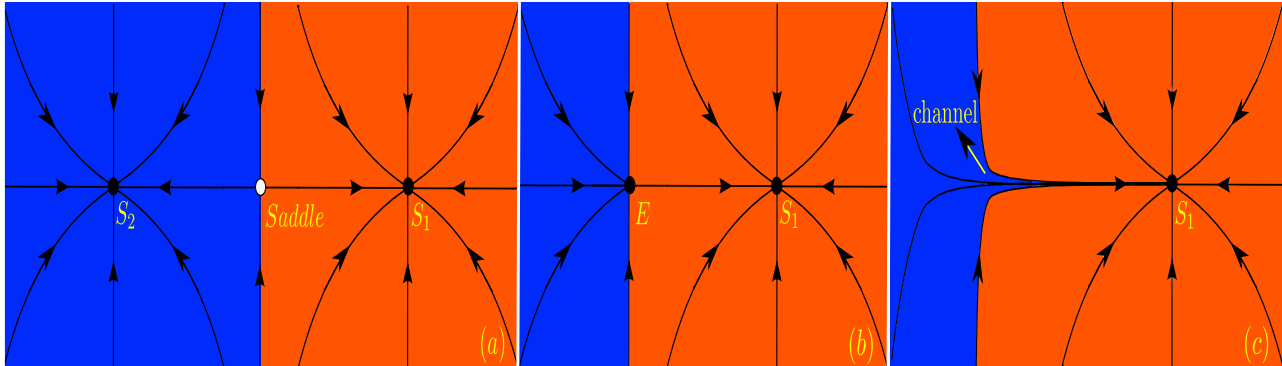 S₂
Saddle
S₁
(a)
E
S₁
(b)
channel
S₁
(c)